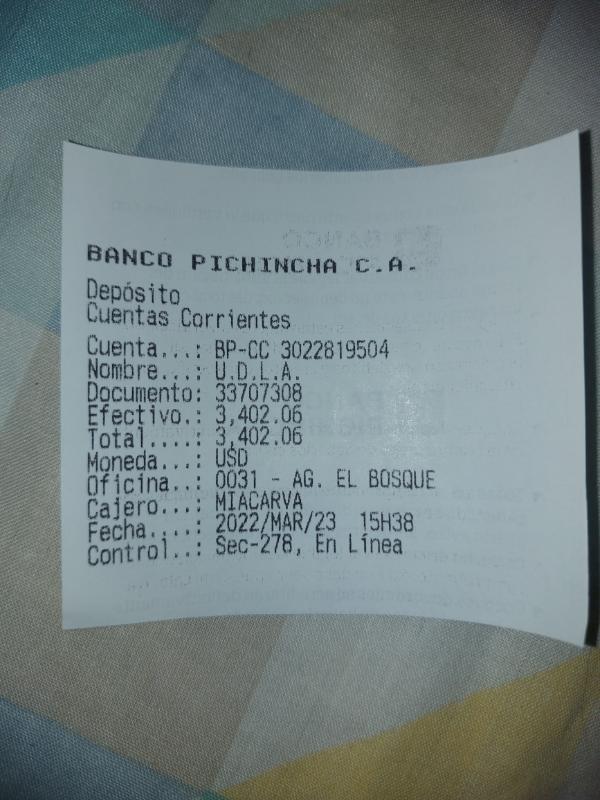 BANCO PICHINCHA C.A.
Depósito
Cuentas Corrientes
Cuenta...: BP-CC 3022819504
Nombre...: U.D.L.A.
Documento: 33707308
Efectivo.: 3,402.06
Total....: 3,402.06
Moneda...: USD
Oficina..: 0031 - AG. EL BOSQUE
Cajero...: MIACARVA
Fecha....: 2022/MAR/23 15H38
Control..: Sec-278, En Línea